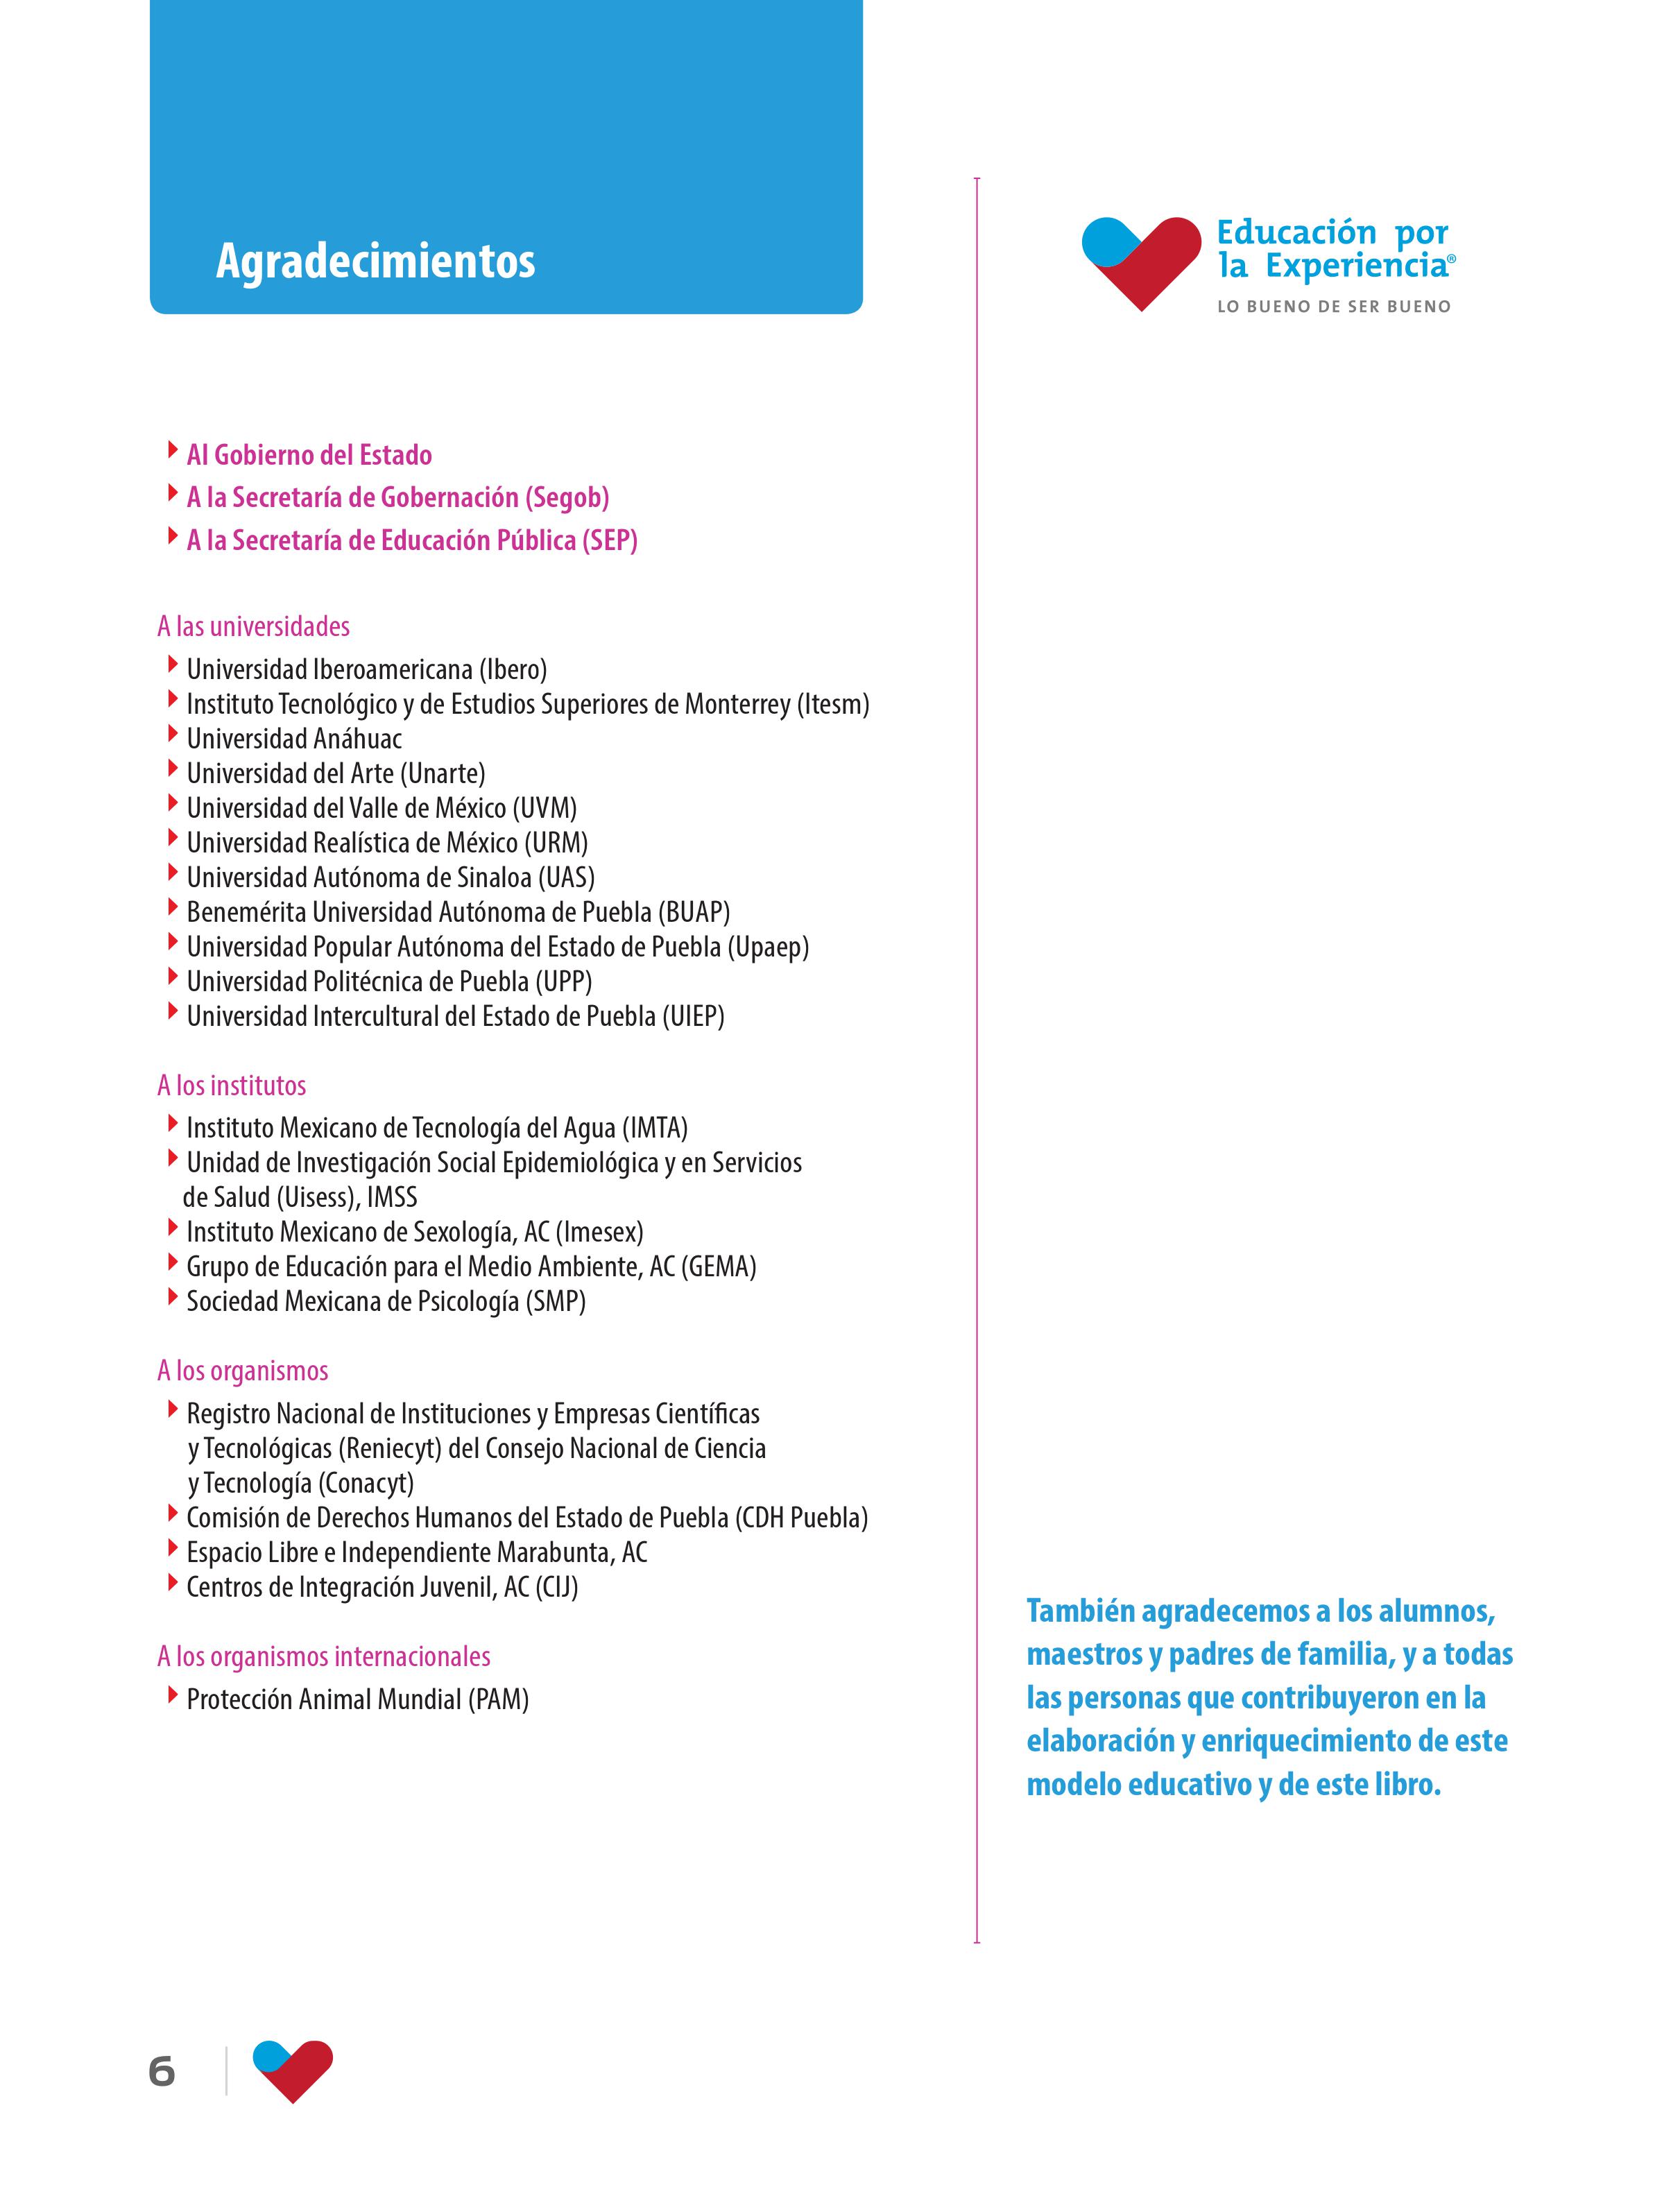 Agradecimientos
Educación por
la Experiencia®
LO BUENO DE SER BUENO
Al Gobierno del Estado
A la Secretaría de Gobernación (Segob)
A la Secretaría de Educación Pública (SEP)
A las universidades
Universidad Iberoamericana (Ibero)
Instituto Tecnológico y de Estudios Superiores de Monterrey (Itesm)
Universidad Anáhuac
Universidad del Arte (Unarte)
Universidad del Valle de México (UVM)
Universidad Realística de México (URM)
Universidad Autónoma de Sinaloa (UAS)
Benemérita Universidad Autónoma de Puebla (BUAP)
Universidad Popular Autónoma del Estado de Puebla (Upaep)
Universidad Politécnica de Puebla (UPP)
Universidad Intercultural del Estado de Puebla (UIEP)
A los institutos
Instituto Mexicano de Tecnología del Agua (IMTA)
Unidad de Investigación Social Epidemiológica y en Servicios
de Salud (Uisess), IMSS
Instituto Mexicano de Sexología, AC (Imesex)
Grupo de Educación para el Medio Ambiente, AC (GEMA)
Sociedad Mexicana de Psicología (SMP)
A los organismos
Registro Nacional de Instituciones y Empresas Científicas
y Tecnológicas (Reniecyt) del Consejo Nacional de Ciencia
y Tecnología (Conacyt)
Comisión de Derechos Humanos del Estado de Puebla (CDH Puebla)
Espacio Libre e Independiente Marabunta, AC
Centros de Integración Juvenil, AC (CIJ)
A los organismos internacionales
Protección Animal Mundial (PAM)
También agradecemos a los alumnos,
maestros y padres de familia, y a todas
las personas que contribuyeron en la
elaboración y enriquecimiento de este
modelo educativo y de este libro.
6